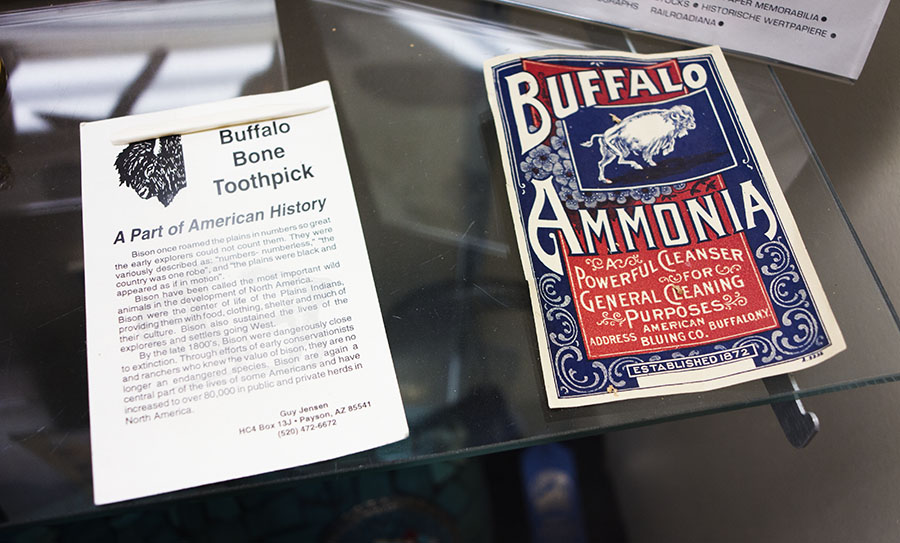 Buffalo
Bone
Toothpick
A Part of American History
Bison once roamed the plains in numbers so great
the early explorers could not count them. They were
variously described as: "numbers- numberless," "the
country was one robe", and "the plains were black and
appeared as if in motion".
Bison have been called the most important wild
animals in the development of North America.
Bison were the center of life of the Plains Indians,
providing them with food, clothing, shelter and much of
their culture. Bison also sustained the lives of the
exploreres and settlers going West.
By the late 1800's, Bison were dangerously close
to extinction. Through efforts of early conservationists
and ranchers who knew the value of bison, they are no
longer an endangered species. Bison are again a
central part of the lives of some Americans and have
increased to over 80,000 in public and private herds in
North America.
Guy Jensen
HC4 Box 13J • Payson, AZ 85541
(520) 472-6672
BUFFALO
AMMONIA
A
POWERFUL CLEANSER
FOR
GENERAL CLEANING
PURPOSES
ADDRESS AMERICAN BLUING CO. BUFFALO, N.Y.
ESTABLISHED 1872
PAPER MEMORABILIA •
STOCKS • HISTORISCHE WERTPAPIERE •
RAILROADIANA •